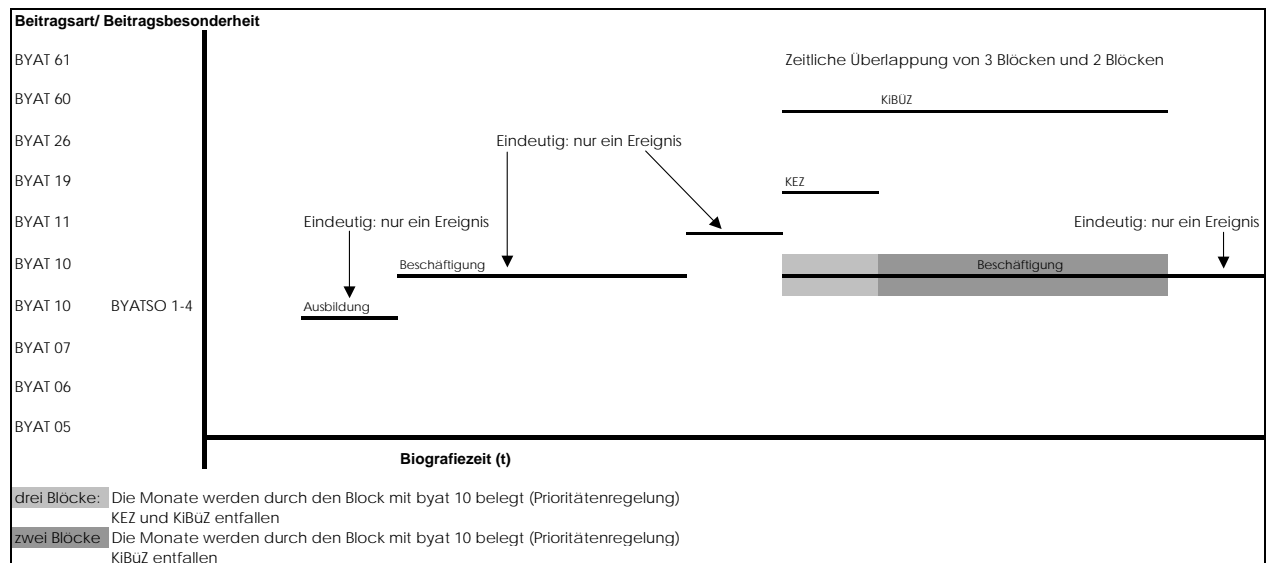 Beitragsart/ Beitragsbesonderheit
BYAT 61 Zeitliche Überlappung von 3 Blöcken und 2 Blöcken
BYAT 60 KiBÜZ
BYAT 26 Eindeutig: nur ein Ereignis
BYAT 19 KEZ
BYAT 11 Eindeutig: nur ein Ereignis Eindeutig: nur ein Ereignis
BYAT 10 Beschäftigung Beschäftigung
BYAT 10 BYATSO 1-4 Ausbildung
BYAT 07
BYAT 06
BYAT 05
Biografiezeit (t)
drei Blöcke: Die Monate werden durch den Block mit byat 10 belegt (Prioritätenregelung)
KEZ und KiBüZ entfallen
zwei Blöcke Die Monate werden durch den Block mit byat 10 belegt (Prioritätenregelung)
KiBüZ entfallen